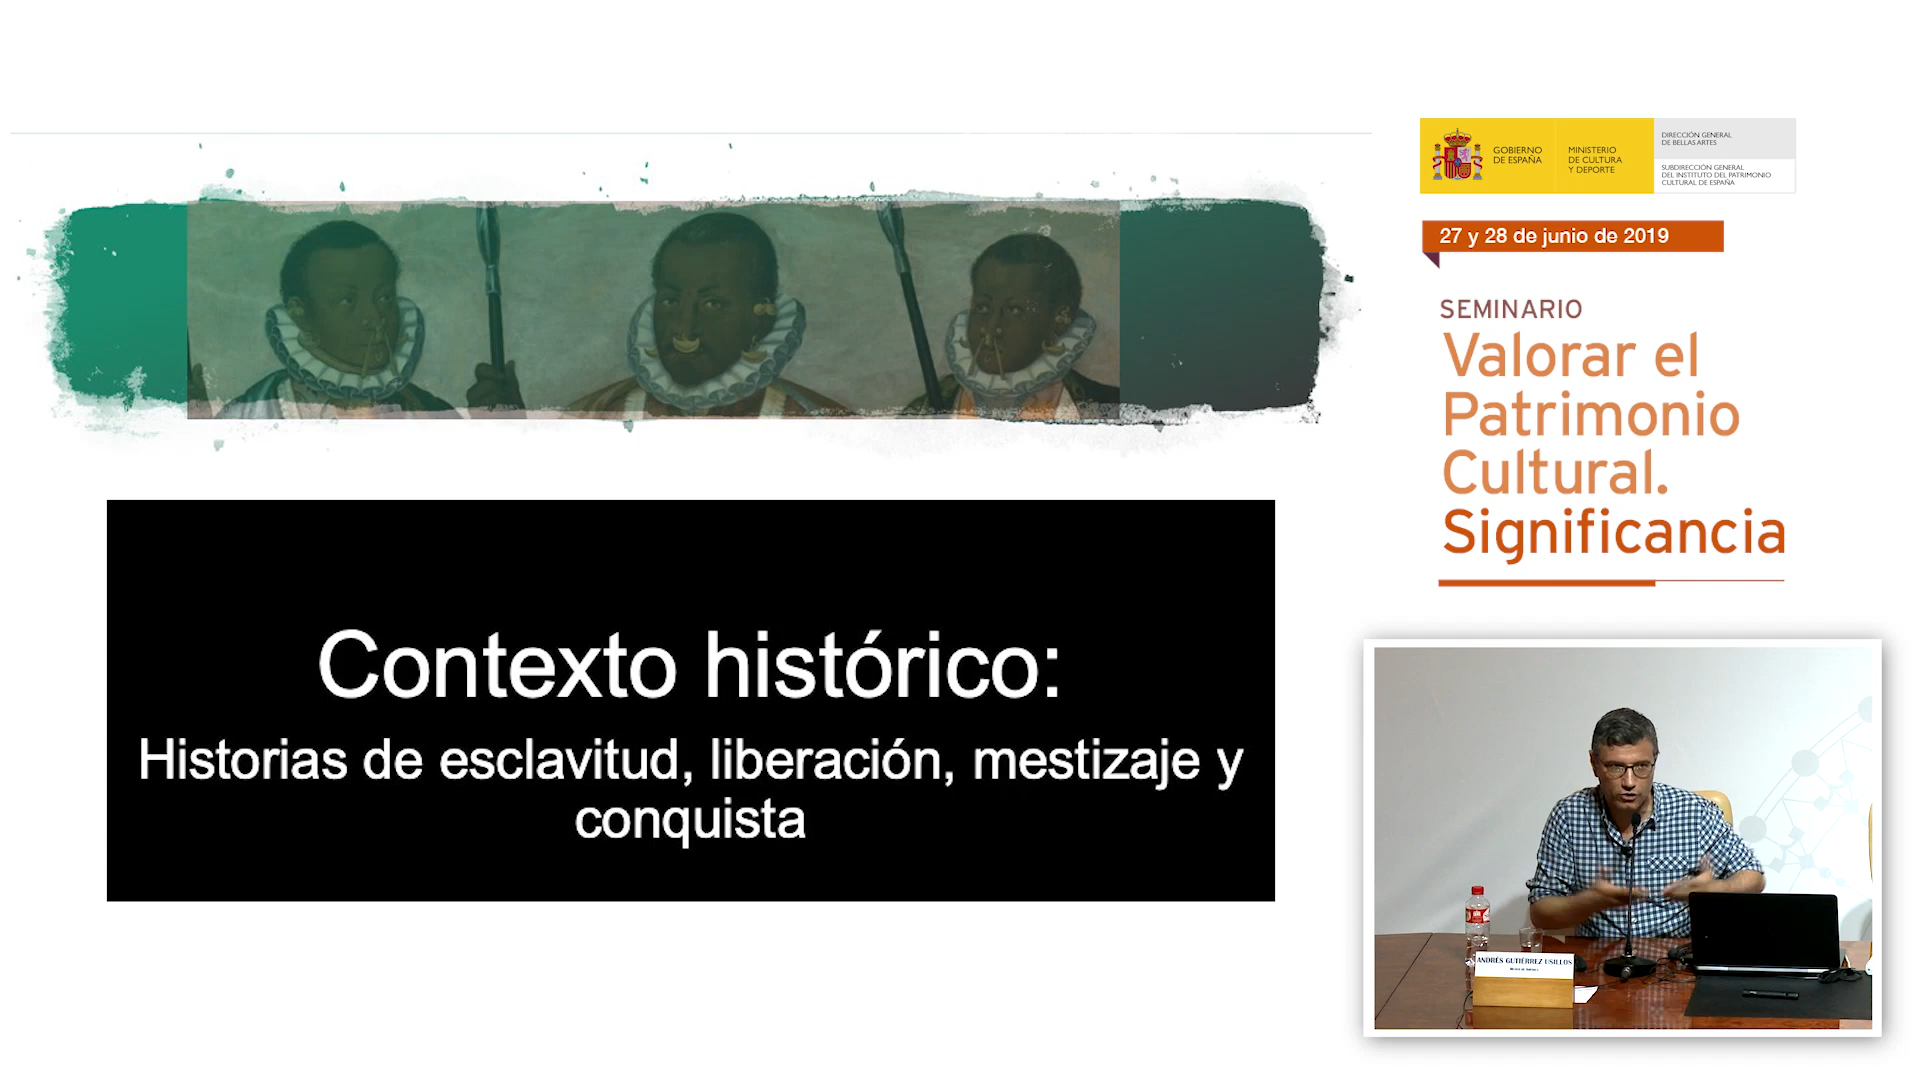 GOBIERNO
DE ESPAÑA
MINISTERIO
DE CULTURA
Y DEPORTE
DIRECCIÓN GENERAL
DE BELLAS ARTES
SUBDIRECCIÓN GENERAL
DEL INSTITUTO DEL PATRIMONIO
CULTURAL DE ESPAÑA
27 y 28 de junio de 2019
SEMINARIO
Valorar el
Patrimonio
Cultural.
Significancia
Contexto histórico:
Historias de esclavitud, liberación, mestizaje y
conquista
ANDRÉS GUTIÉRREZ USILLOS